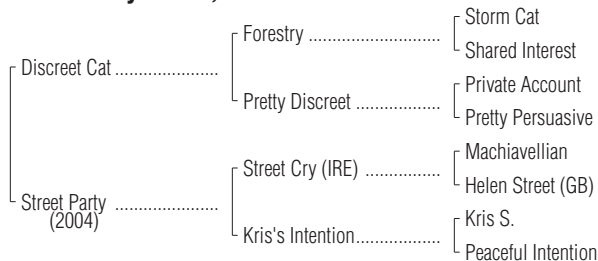 Storm Cat
Forestry ..............................
Shared Interest
Discreet Cat .......................
Private Account
Pretty Discreet ........................
Pretty Persuasive
Machiavellian
Street Cry (IRE) ..................
Helen Street (GB)
Street Party .......................
(2004)
Kris S.
Kris's Intention....................
Peaceful Intention